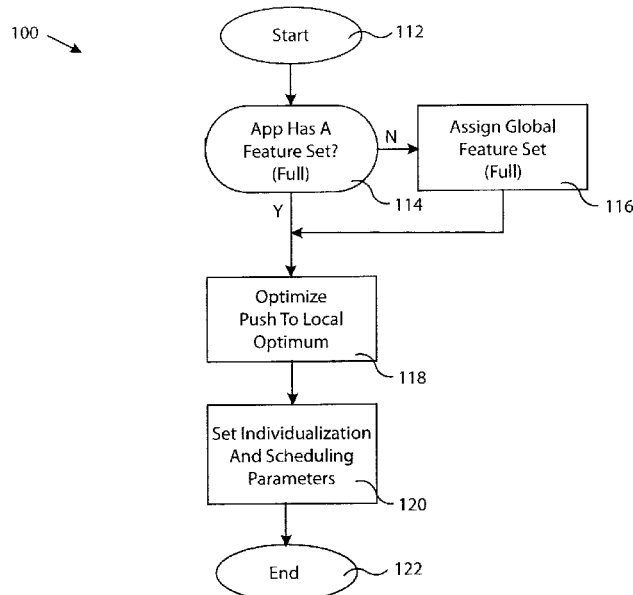 100
Start
112
App Has A
Feature Set?
(Full)
114
N
Assign Global
Feature Set
(Full)
116
Y
Optimize
Push To Local
Optimum
118
Set Individualization
And Scheduling
Parameters
120
End
122